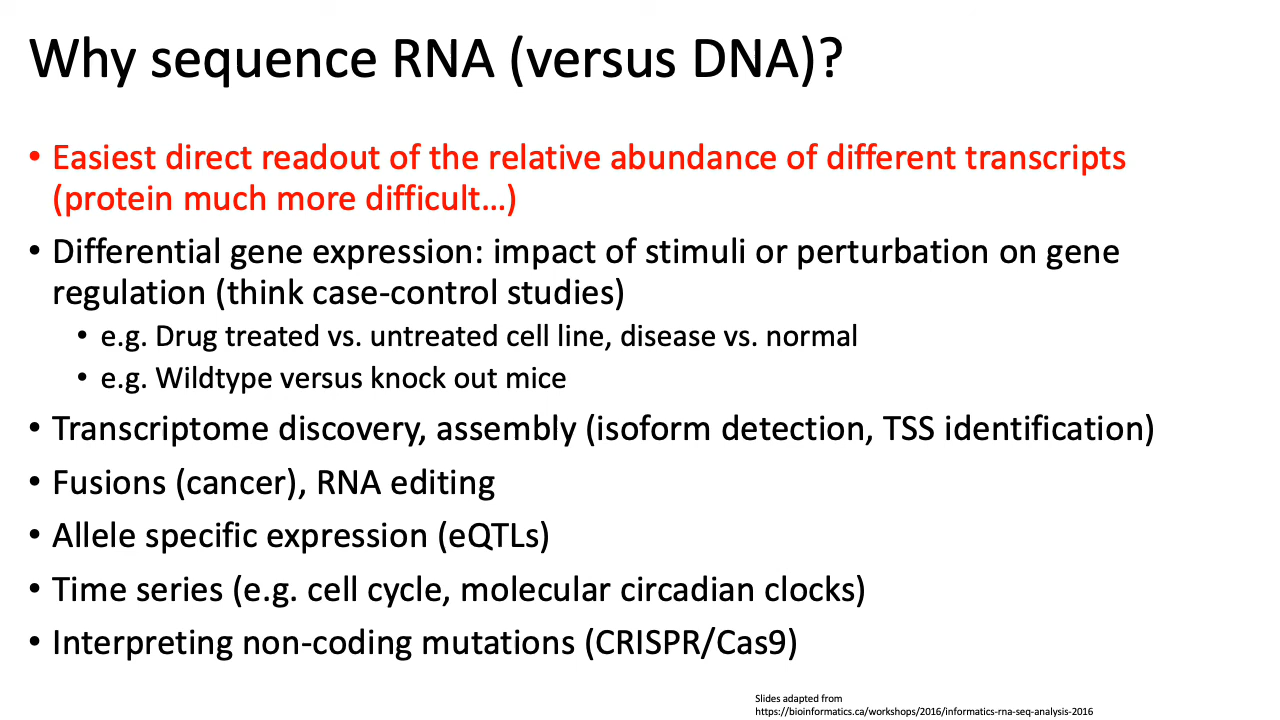 Why sequence RNA (versus DNA)?
• Easiest direct readout of the relative abundance of different transcripts
(protein much more difficult...)
• Differential gene expression: impact of stimuli or perturbation on gene
regulation (think case-control studies)
• e.g. Drug treated vs. untreated cell line, disease vs. normal
• e.g. Wildtype versus knock out mice
• Transcriptome discovery, assembly (isoform detection, TSS identification)
• Fusions (cancer), RNA editing
• Allele specific expression (eQTLs)
• Time series (e.g. cell cycle, molecular circadian clocks)
• Interpreting non-coding mutations (CRISPR/Cas9)
Slides adapted from
https://bioinformatics.ca/workshops/2016/informatics-rna-seq-analysis-2016